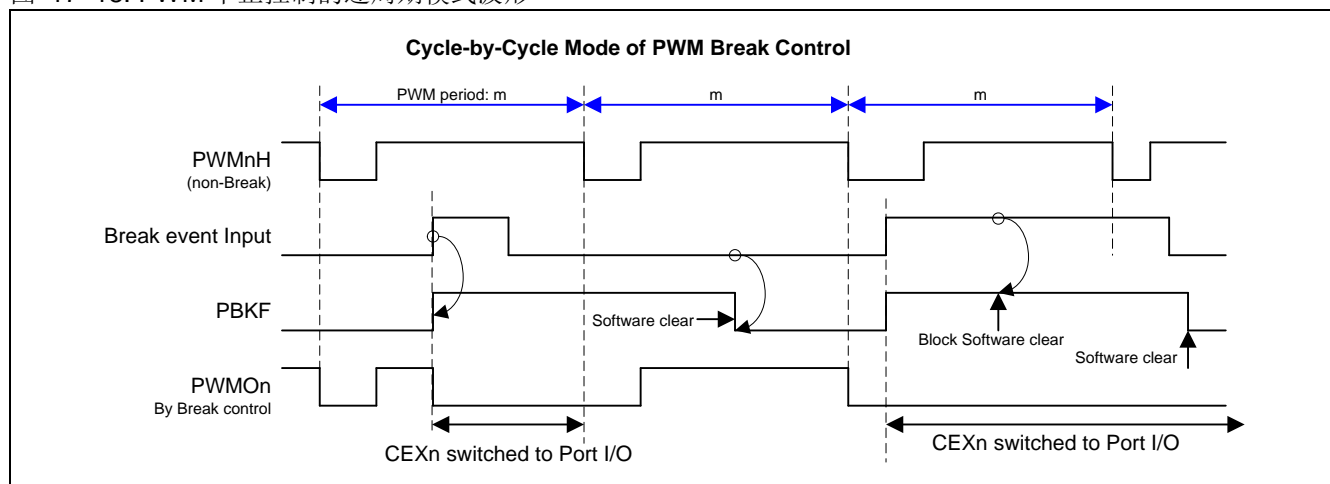 Cycle-by-Cycle Mode of PWM Break Control
PWM period: m
m
m
PWMnH
(non-Break)
Break event Input
PBKF
Software clear
Block Software clear
Software clear
PWMOn
By Break control
CEXn switched to Port I/O
CEXn switched to Port I/O